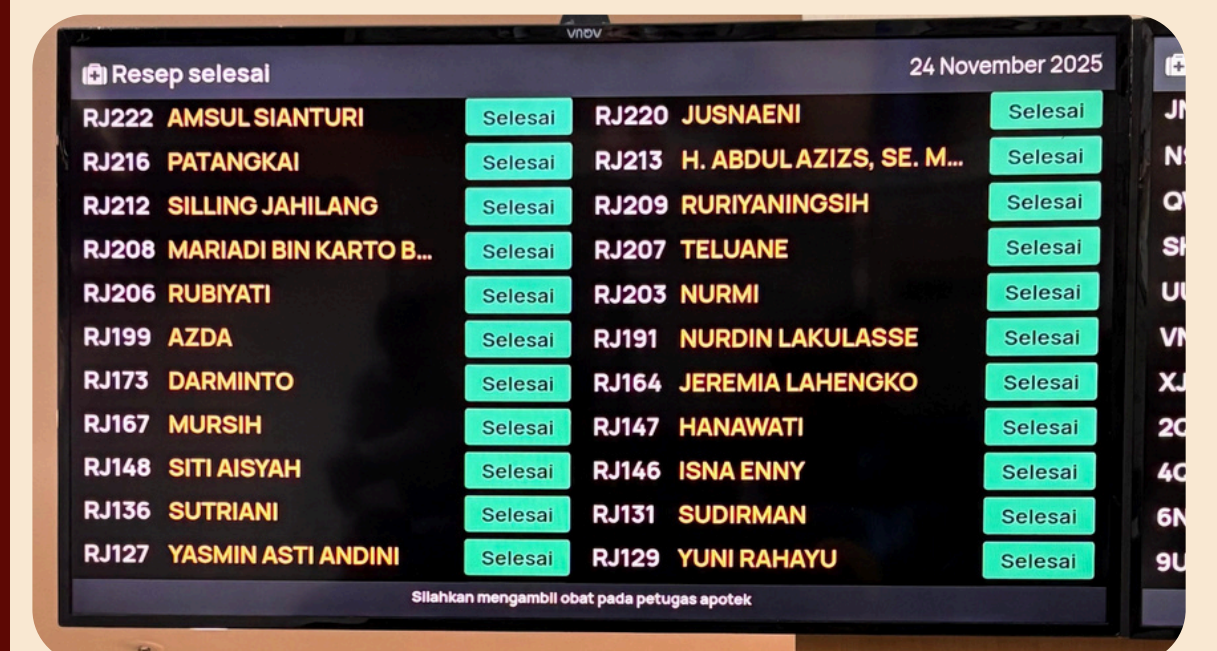 vnov
Resep selesai 24 November 2025
RJ222 AMSUL SIANTURI Selesai RJ220 JUSNAENI Selesai
RJ216 PATANGKAI Selesai RJ213 H. ABDUL AZIZS, SE. M... Selesai
RJ212 SILLING JAHILANG Selesai RJ209 RURIYANINGSIH Selesai
RJ208 MARIADI BIN KARTO B... Selesai RJ207 TELUANE Selesai
RJ206 RUBIYATI Selesai RJ203 NURMI Selesai
RJ199 AZDA Selesai RJ191 NURDIN LAKULASSE Selesai
RJ173 DARMINTO Selesai RJ164 JEREMIA LAHENGKO Selesai
RJ167 MURSIH Selesai RJ147 HANAWATI Selesai
RJ148 SITI AISYAH Selesai RJ146 ISNA ENNY Selesai
RJ136 SUTRIANI Selesai RJ131 SUDIRMAN Selesai
RJ127 YASMIN ASTI ANDINI Selesai RJ129 YUNI RAHAYU Selesai
Silahkan mengambil obat pada petugas apotek